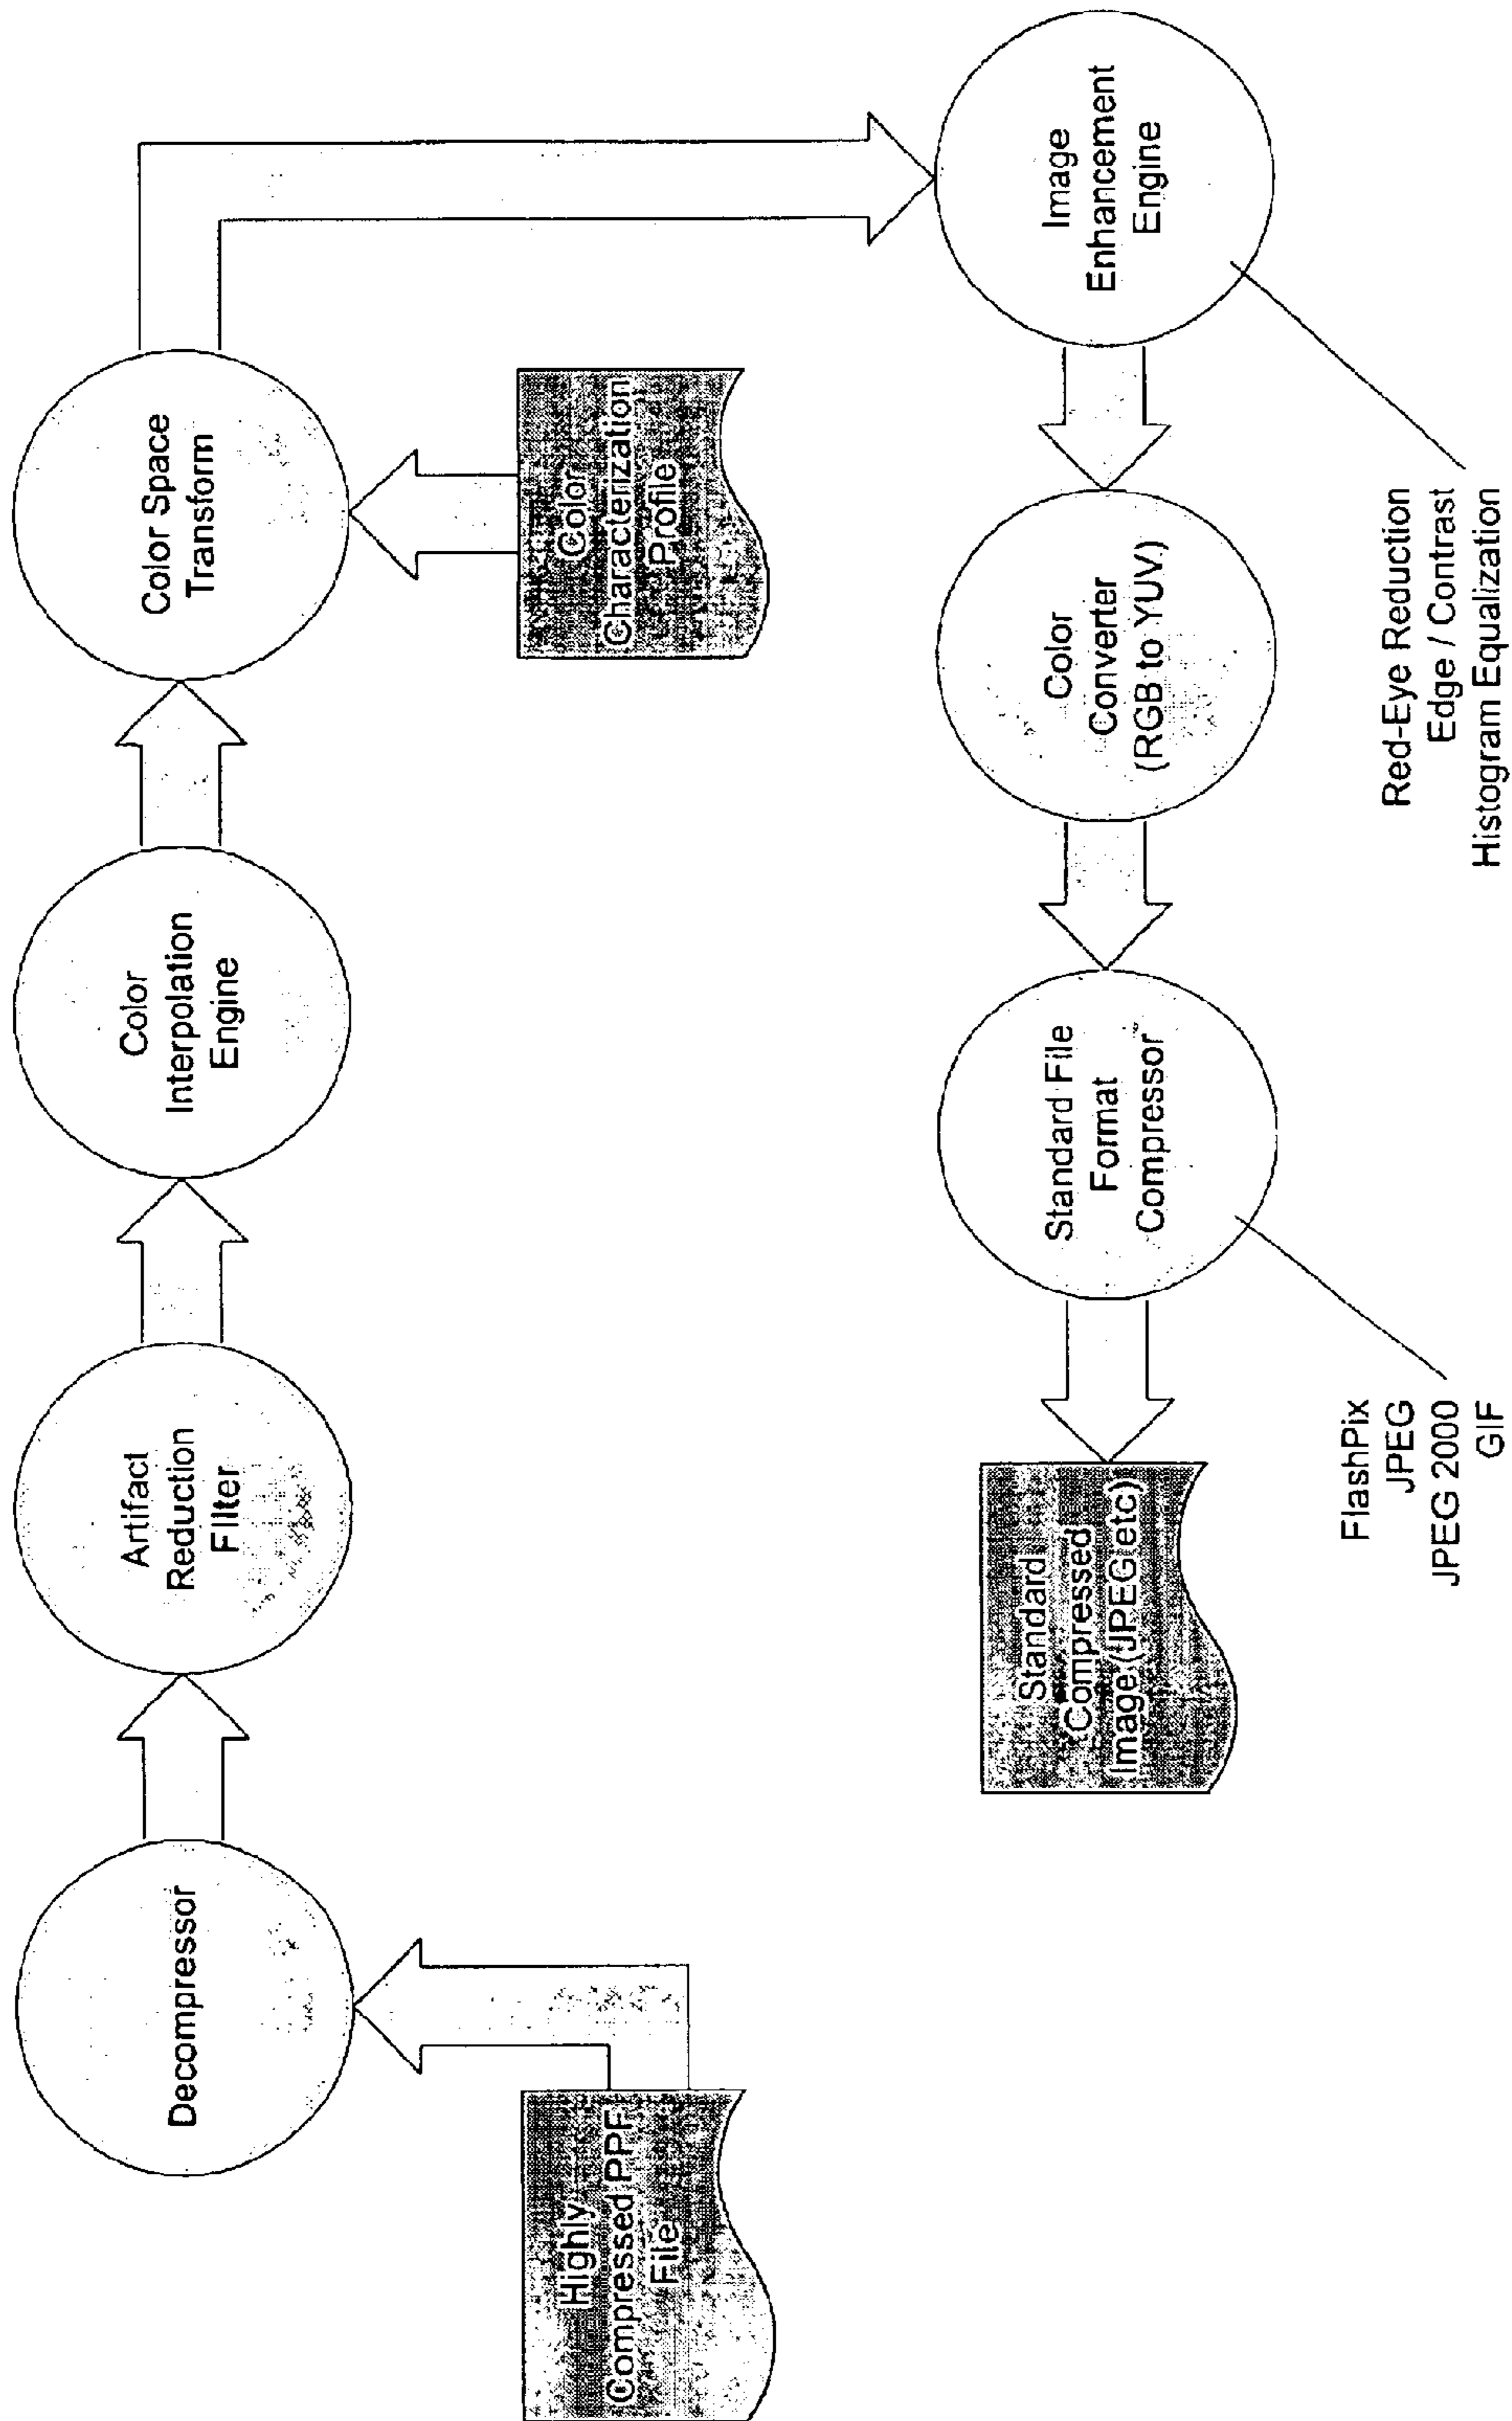 Decompressor
Artifact
Reduction
Filter
Color
Interpolation
Engine
Color Space
Transform
Highly
Compressed PPF
File
Color
Characterization
Profile
Image
Enhancement
Engine
Color
Converter
(RGB to YUV)
Standard File
Format
Compressor
Standard
Compressed
Image (JPEG etc)
FlashPix
JPEG
JPEG 2000
GIF
Red-Eye Reduction
Edge / Contrast
Histogram Equalization